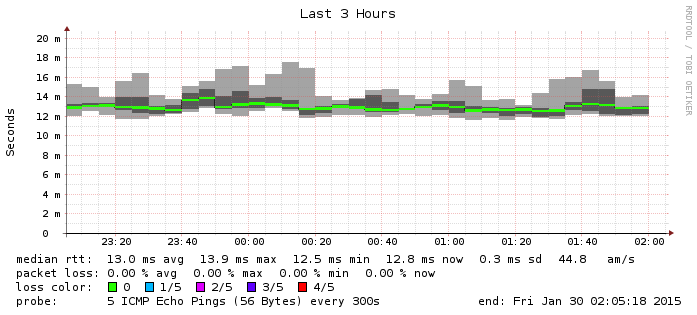 Last 3 Hours
RRDTOOL / TOBI OETIKER
Seconds
20 m
18 m
16 m
14 m
12 m
10 m
8 m
6 m
4 m
2 m
0
23:20 23:40 00:00 00:20 00:40 01:00 01:20 01:40 02:00
median rtt: 13.0 ms avg 13.9 ms max 12.5 ms min 12.8 ms now 0.3 ms sd 44.8 am/s
packet loss: 0.00 % avg 0.00 % max 0.00 % min 0.00 % now
loss color: 0 1/5 2/5 3/5 4/5
probe: 5 ICMP Echo Pings (56 Bytes) every 300s end: Fri Jan 30 02:05:18 2015